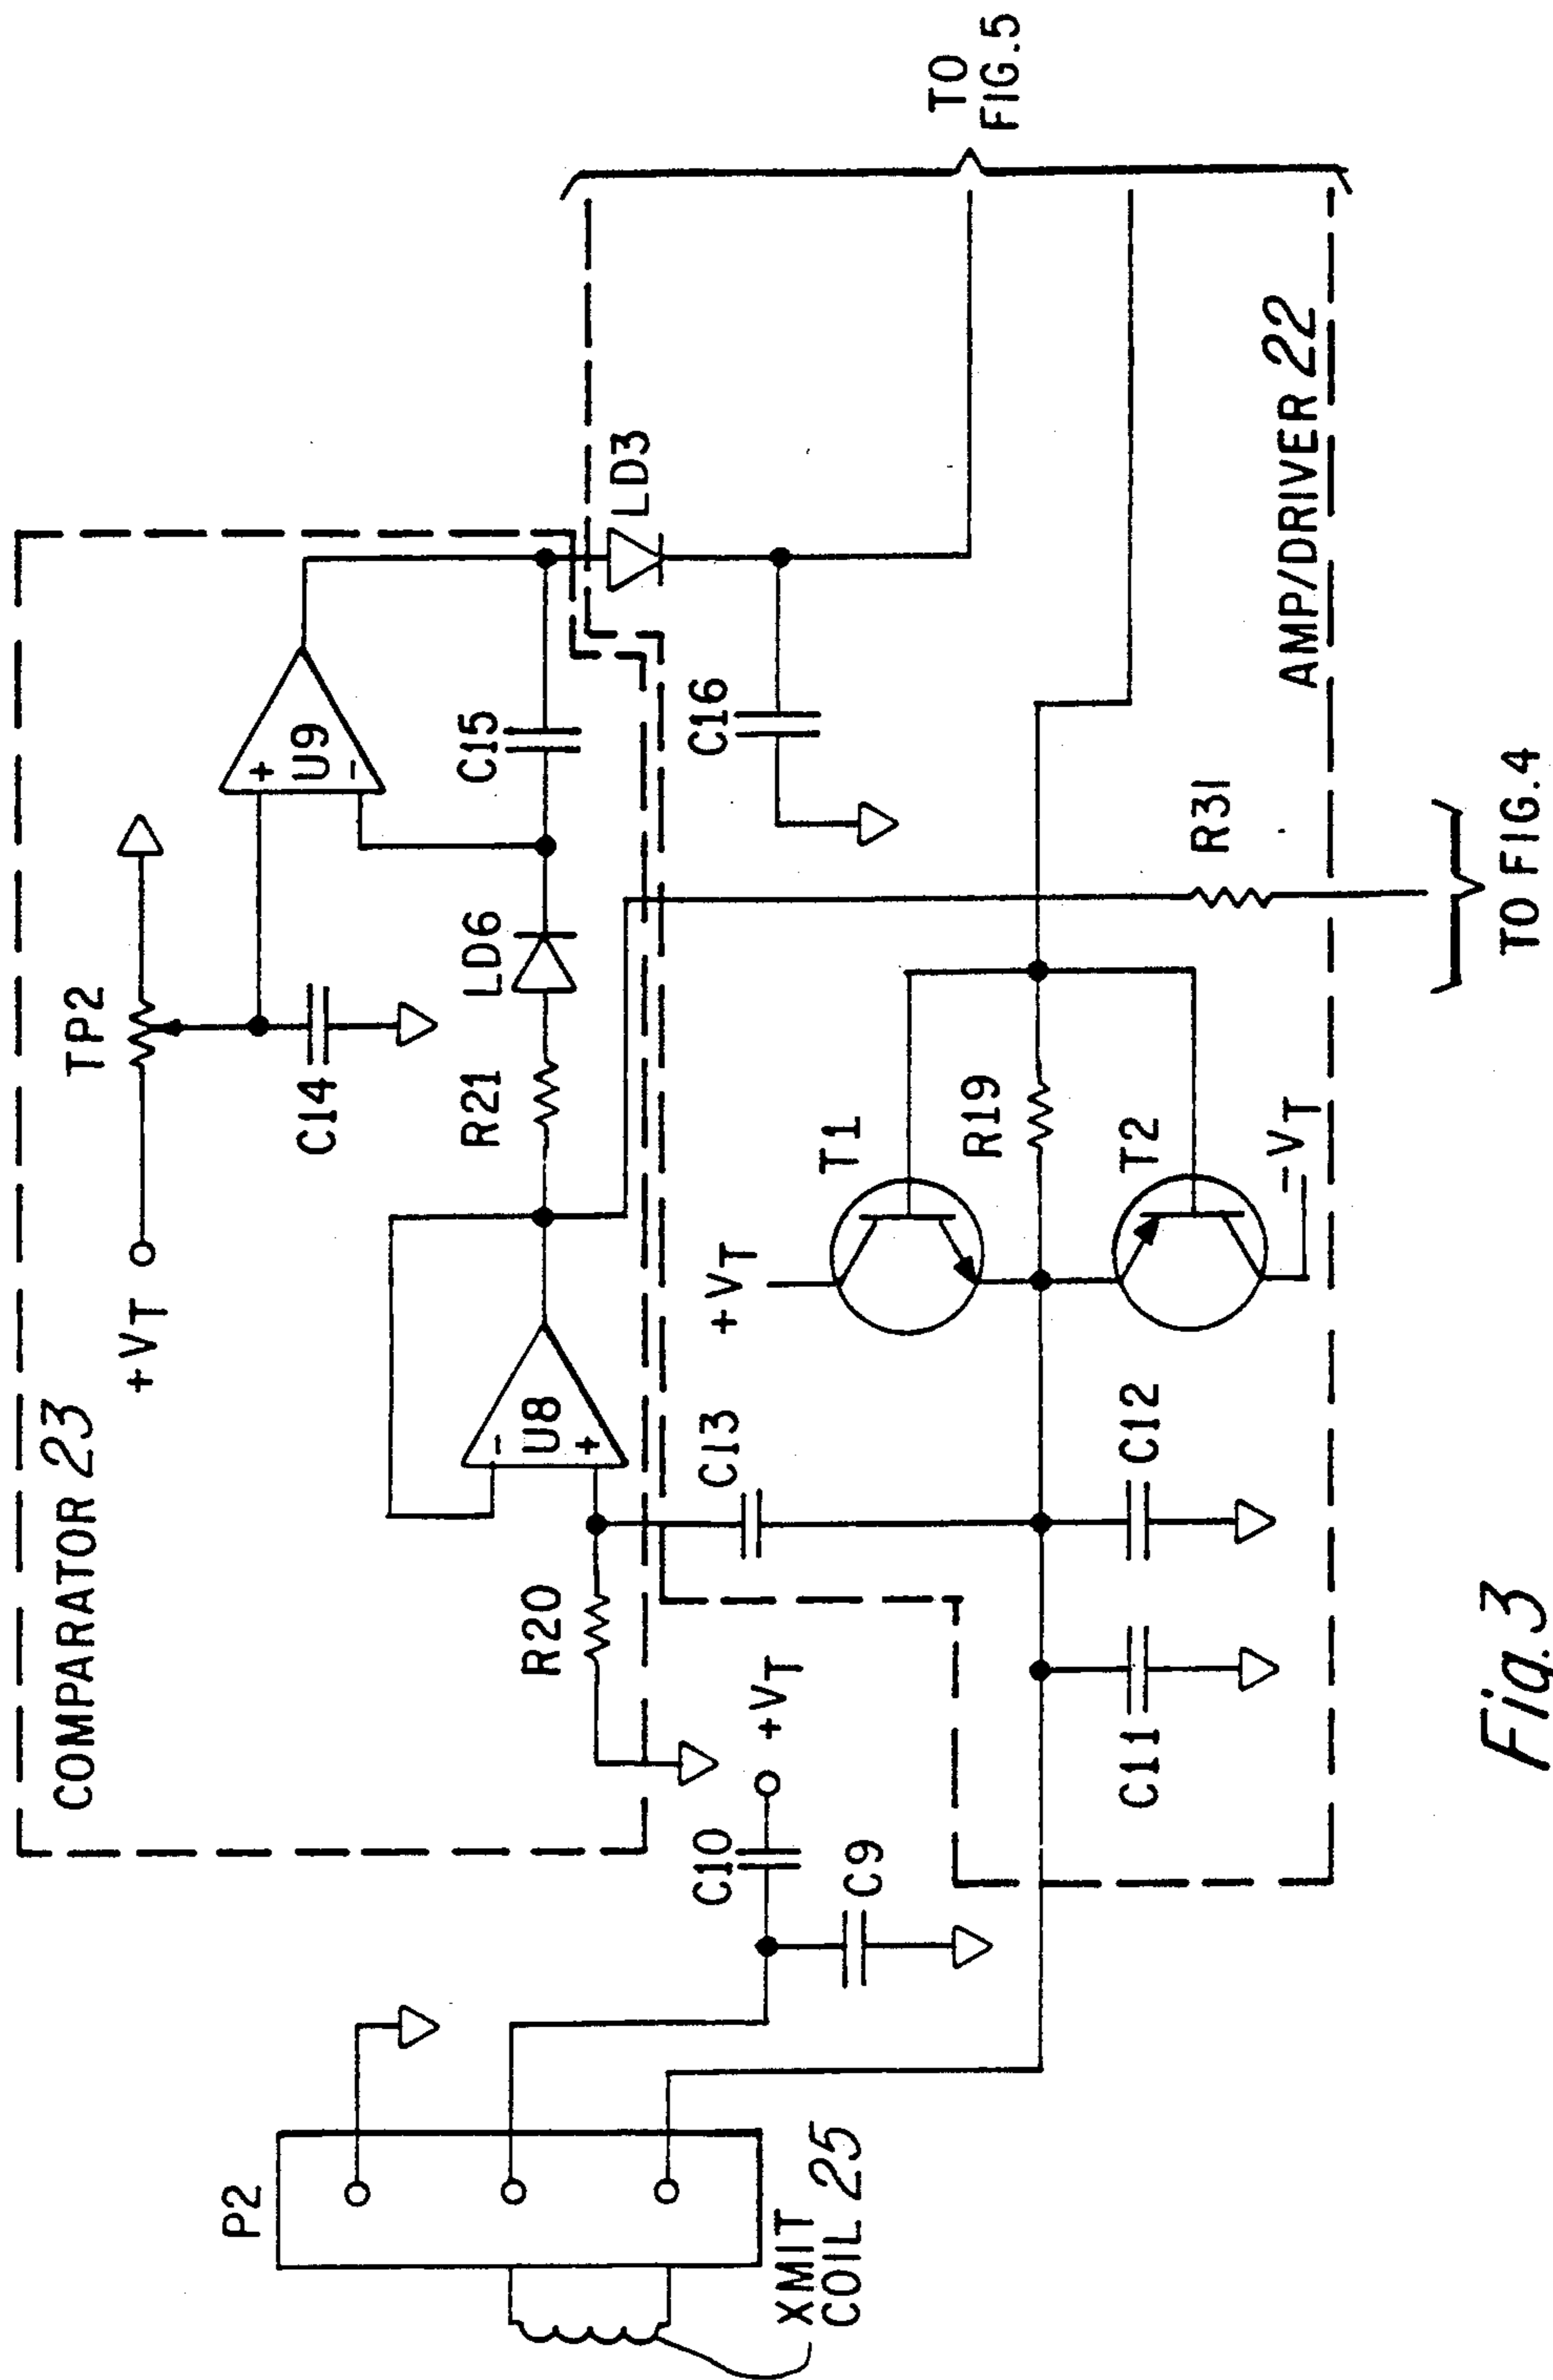 COMPARATOR 23
+VT
TP2
C14
+
U9
-
R21
LD6
C15
-
U8
+
R20
LD3
TO
FIG.5
P2
XMIT
COIL 25
C10
+VT
C9
C13
+VT
T1
R19
T2
-VT
C16
R31
C11
C12
AMP/DRIVER 22
TO FIG.4
Fig.3